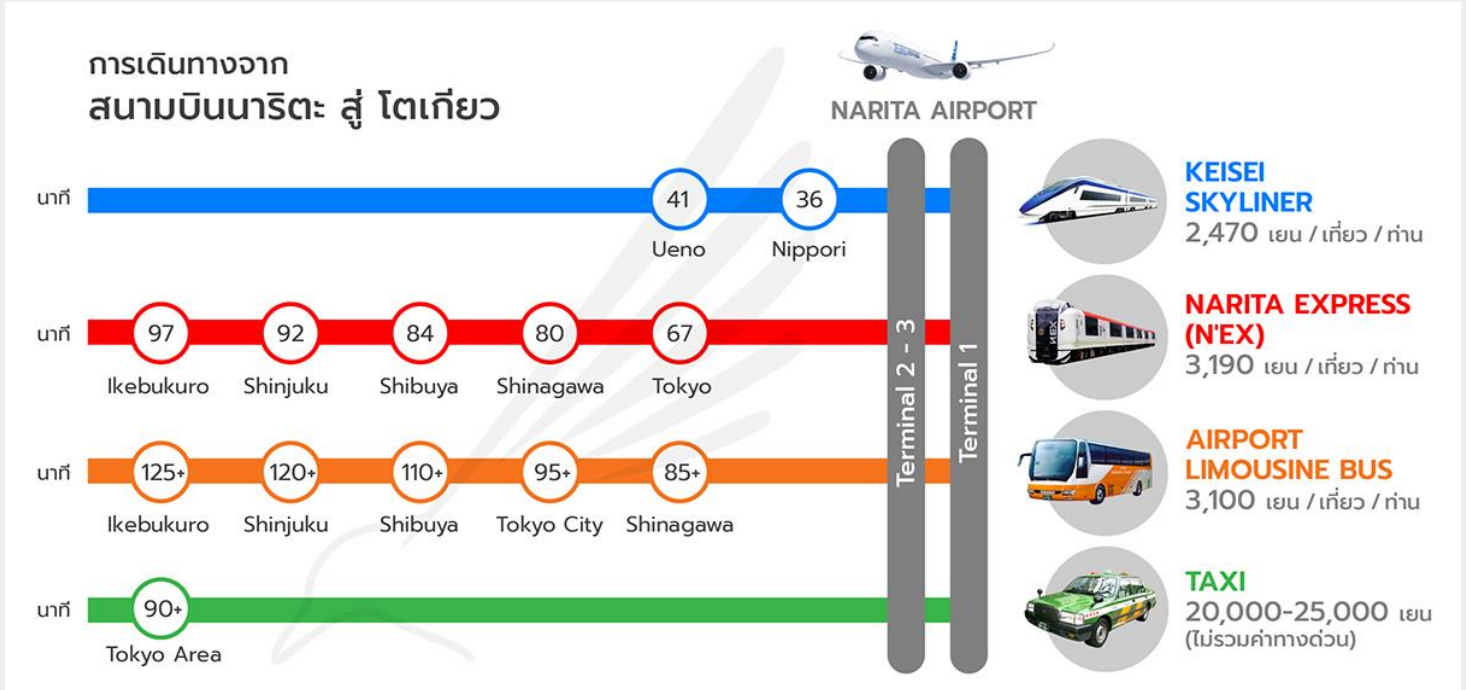 การเดินทางจาก
สนามบินนาริตะ สู่ โตเกียว
NARITA AIRPORT
Terminal 2 - 3
Terminal 1
นาที
41
36
Ueno
Nippori
KEISEI
SKYLINER
2,470 เยน / เที่ยว / ท่าน
นาที
97
92
84
80
67
Ikebukuro
Shinjuku
Shibuya
Shinagawa
Tokyo
NARITA EXPRESS
(N'EX)
3,190 เยน / เที่ยว / ท่าน
นาที
125+
120+
110+
95+
85+
Ikebukuro
Shinjuku
Shibuya
Tokyo City
Shinagawa
AIRPORT
LIMOUSINE BUS
3,100 เยน / เที่ยว / ท่าน
นาที
90+
Tokyo Area
TAXI
20,000-25,000 เยน
(ไม่รวมค่าทางด่วน)